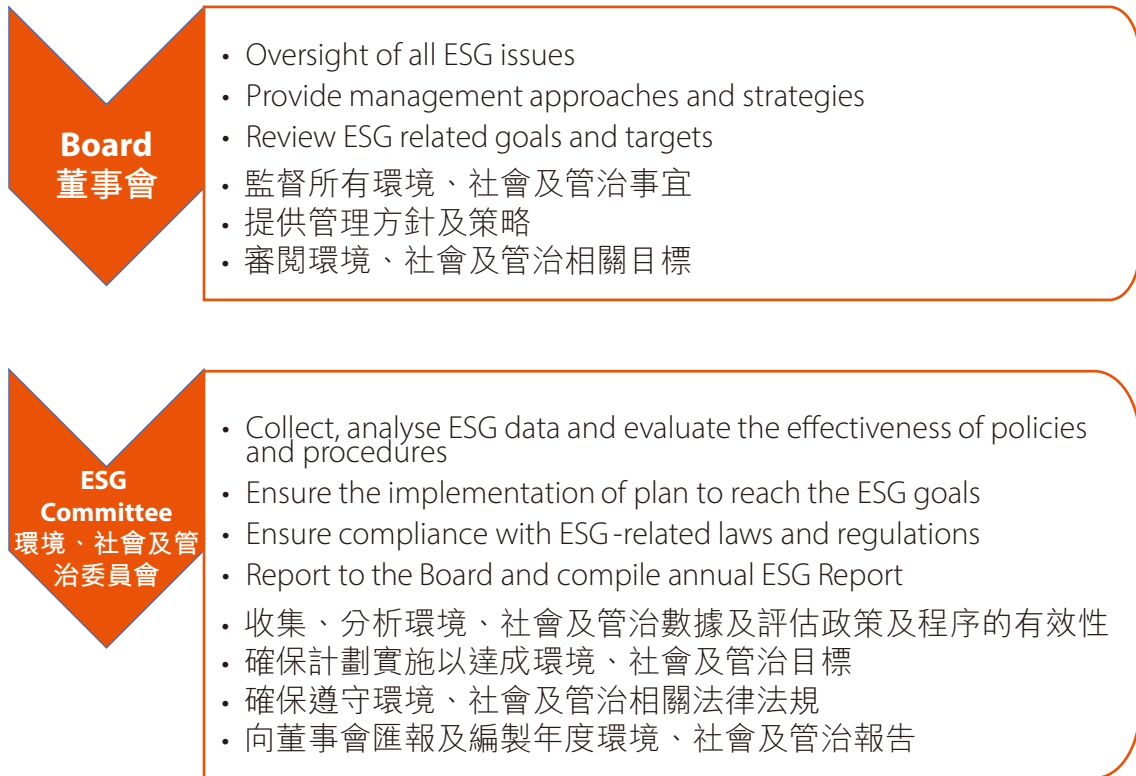 Board
董事會
• Oversight of all ESG issues
• Provide management approaches and strategies
• Review ESG related goals and targets
• 監督所有環境、社會及管治事宜
• 提供管理方針及策略
• 審閱環境、社會及管治相關目標
ESG
Committee
環境、社會及管
治委員會
• Collect, analyse ESG data and evaluate the effectiveness of policies
and procedures
• Ensure the implementation of plan to reach the ESG goals
• Ensure compliance with ESG-related laws and regulations
• Report to the Board and compile annual ESG Report
• 收集、分析環境、社會及管治數據及評估政策及程序的有效性
• 確保計劃實施以達成環境、社會及管治目標
• 確保遵守環境、社會及管治相關法律法規
• 向董事會匯報及編製年度環境、社會及管治報告